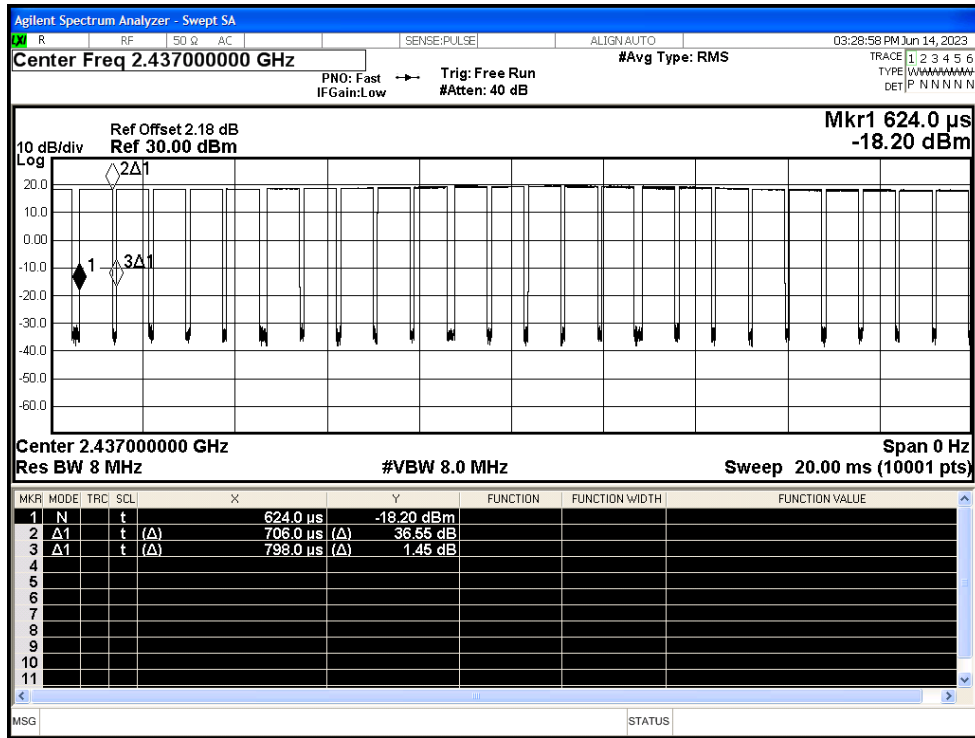 Agilent Spectrum Analyzer - Swept SA
LXI R RF 50 Ω AC SENSE:PULSE ALIGN AUTO 03:28:58 PM Jun 14, 2023
Center Freq 2.437000000 GHz #Avg Type: RMS TRACE 1 2 3 4 5 6
PNO: Fast Trig: Free Run TYPE
IFGain:Low #Atten: 40 dB DET P N N N N N
Mkr1 624.0 µs
Ref Offset 2.18 dB
10 dB/div Ref 30.00 dBm -18.20 dBm
Log
2Δ1
20.0
10.0
0.00
1 3Δ1
-10.0
-20.0
-30.0
-40.0
-50.0
-60.0
Center 2.437000000 GHz Span 0 Hz
Res BW 8 MHz #VBW 8.0 MHz Sweep 20.00 ms (10001 pts)
MKR MODE TRC SCL X Y FUNCTION FUNCTION WIDTH FUNCTION VALUE
1 N t 624.0 µs -18.20 dBm
2 Δ1 t (Δ) 706.0 µs (Δ) 36.55 dB
3 Δ1 t (Δ) 798.0 µs (Δ) 1.45 dB
4
5
6
7
8
9
10
11
MSG STATUS